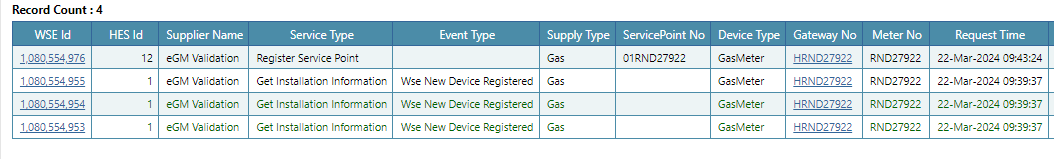 Record Count : 4
WSE Id HES Id Supplier Name Service Type Event Type Supply Type ServicePoint No Device Type Gateway No Meter No Request Time
1,080,554,976 12 eGM Validation Register Service Point Gas 01RND27922 GasMeter HRND27922 RND27922 22-Mar-2024 09:43:24
1,080,554,955 1 eGM Validation Get Installation Information Wse New Device Registered Gas GasMeter HRND27922 RND27922 22-Mar-2024 09:39:37
1,080,554,954 1 eGM Validation Get Installation Information Wse New Device Registered Gas GasMeter HRND27922 RND27922 22-Mar-2024 09:39:37
1,080,554,953 1 eGM Validation Get Installation Information Wse New Device Registered Gas GasMeter HRND27922 RND27922 22-Mar-2024 09:39:37